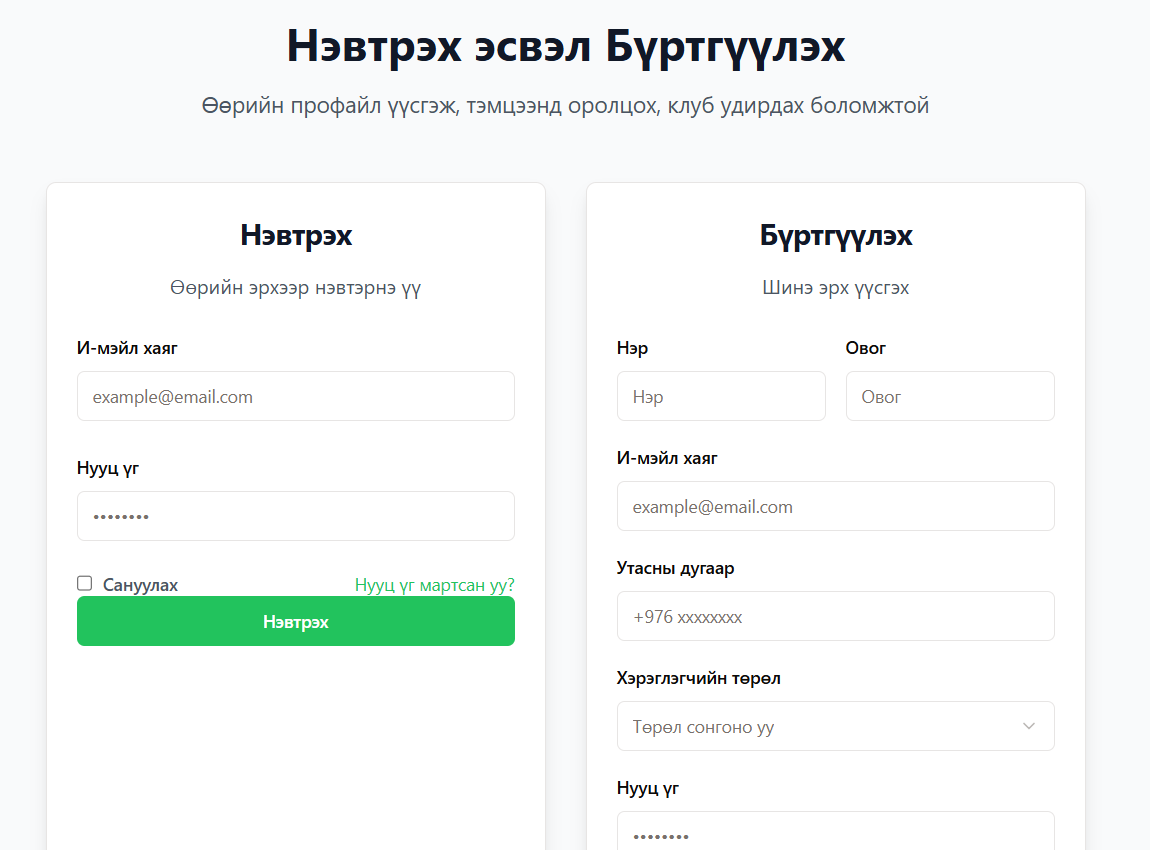 Нэвтрэх эсвэл Бүртгүүлэх
Өөрийн профайл үүсгэж, тэмцээнд оролцох, клуб удирдах боломжтой
Нэвтрэх
Өөрийн эрхээр нэвтэрнэ үү
И-мэйл хаяг
example@email.com
Нууц үг
••••••••
Сануулах
Нууц үг мартсан уу?
Нэвтрэх
Бүртгүүлэх
Шинэ эрх үүсгэх
Нэр
Овог
Нэр
Овог
И-мэйл хаяг
example@email.com
Утасны дугаар
+976 xxxxxxxx
Хэрэглэгчийн төрөл
Төрөл сонгоно уу
Нууц үг
••••••••